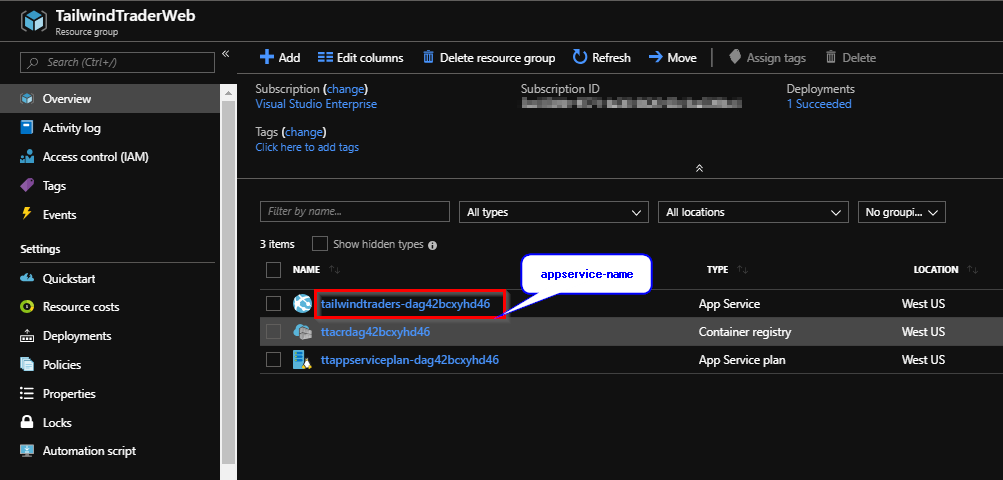 TailwindTraderWeb
Resource group
Search (Ctrl+/)
«
Overview
Activity log
Access control (IAM)
Tags
Events
Settings
Quickstart
Resource costs
Deployments
Policies
Properties
Locks
Automation script
Add Edit columns Delete resource group Refresh Move Assign tags Delete
Subscription (change) Subscription ID Deployments
Visual Studio Enterprise 1 Succeeded
Tags (change)
Click here to add tags
Filter by name... All types All locations No groupi...
3 items Show hidden types
appservice-name
NAME TYPE LOCATION
tailwindtraders-dag42bcxyhd46 App Service West US
ttacrdag42bcxyhd46 Container registry West US
ttappserviceplan-dag42bcxyhd46 App Service plan West US